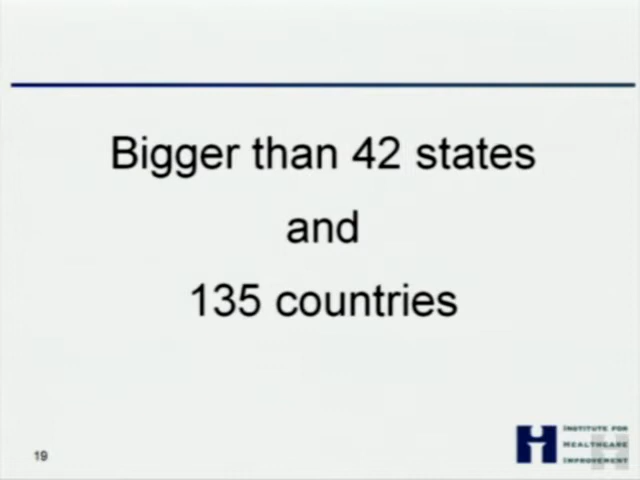 Bigger than 42 states
and
135 countries
19
INSTITUTE FOR
HEALTHCARE
IMPROVEMENT